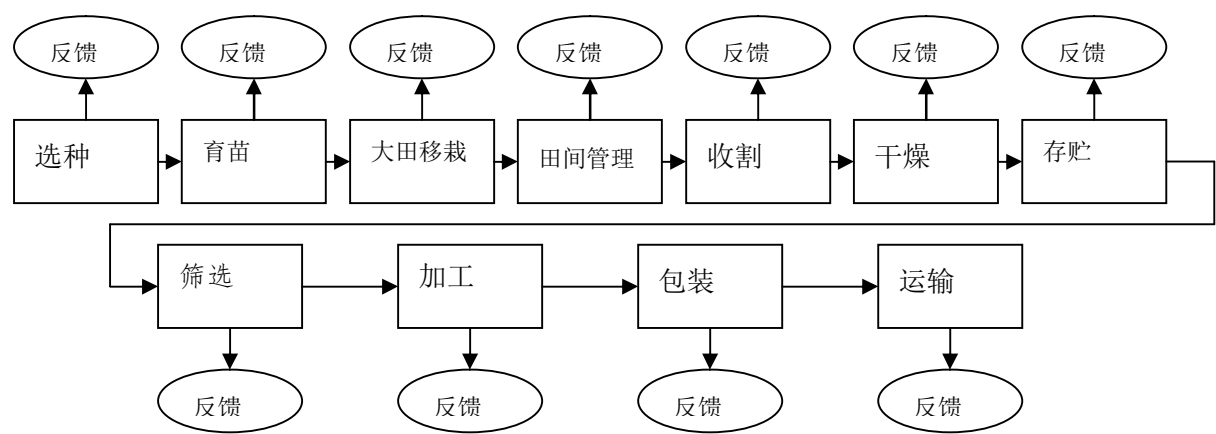 反馈 反馈 反馈 反馈 反馈 反馈 反馈
选种 育苗 大田移栽 田间管理 收割 干燥 存贮
筛选 加工 包装 运输
反馈 反馈 反馈 反馈